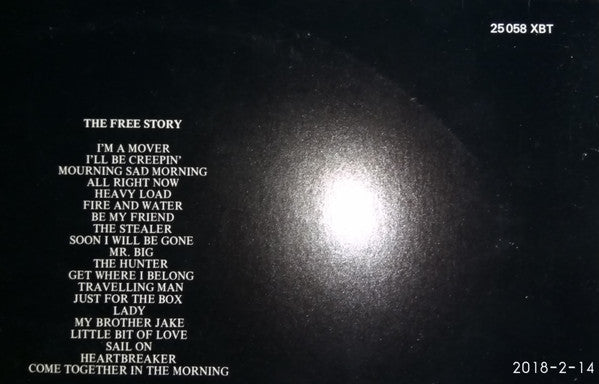 25 058 XBT
THE FREE STORY
I'M A MOVER
I'LL BE CREEPIN'
MOURNING SAD MORNING
ALL RIGHT NOW
HEAVY LOAD
FIRE AND WATER
BE MY FRIEND
THE STEALER
SOON I WILL BE GONE
MR. BIG
THE HUNTER
GET WHERE I BELONG
TRAVELLING MAN
JUST FOR THE BOX
LADY
MY BROTHER JAKE
LITTLE BIT OF LOVE
SAIL ON
HEARTBREAKER
COME TOGETHER IN THE MORNING
2018-2-14